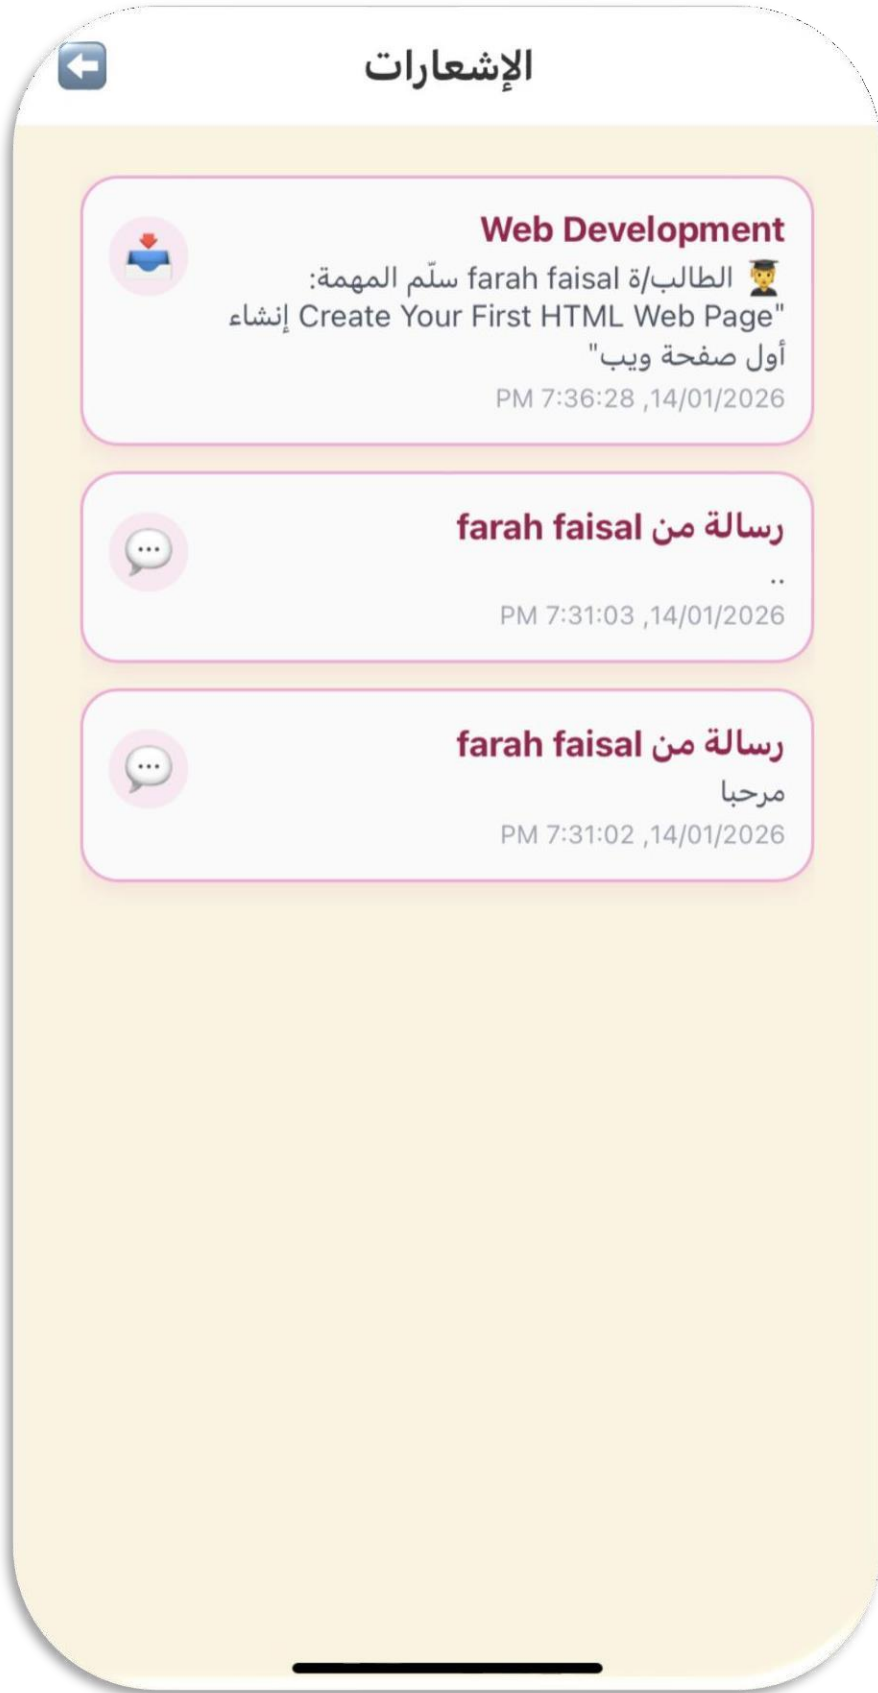 الإشعارات
Web Development
الطالب/ة farah faisal سلّم المهمة:
"Create Your First HTML Web Page إنشاء
أول صفحة ويب"
14/01/2026, 7:36:28 PM
رسالة من farah faisal
..
14/01/2026, 7:31:03 PM
رسالة من farah faisal
مرحبا
14/01/2026, 7:31:02 PM